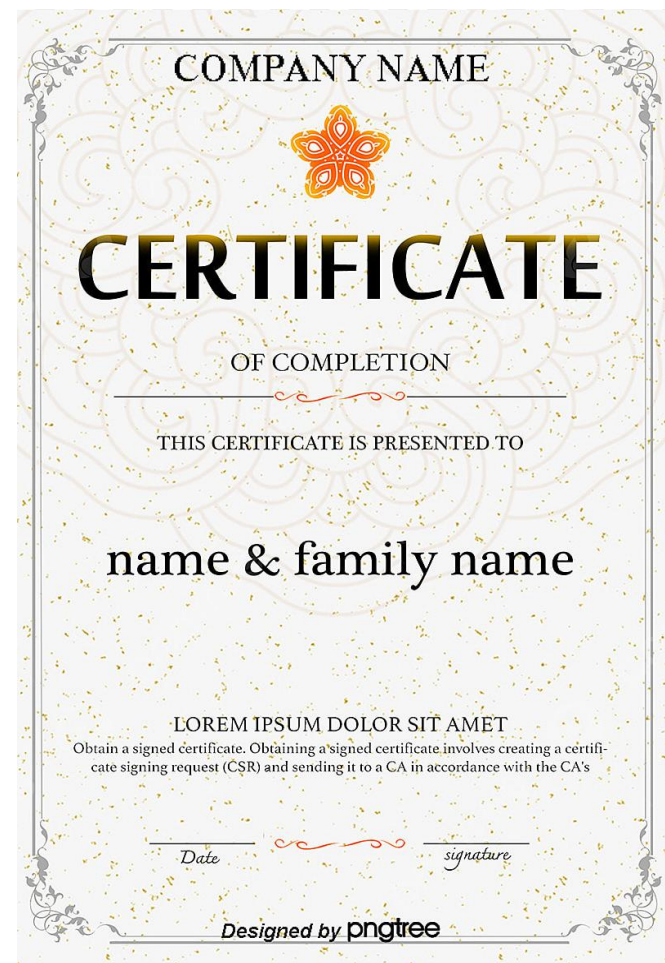 COMPANY NAME
CERTIFICATE
OF COMPLETION
THIS CERTIFICATE IS PRESENTED TO
name & family name
LOREM IPSUM DOLOR SIT AMET
Obtain a signed certificate. Obtaining a signed certificate involves creating a certifi-
cate signing request (CSR) and sending it to a CA in accordance with the CA's
Date signature
Designed by pngtree